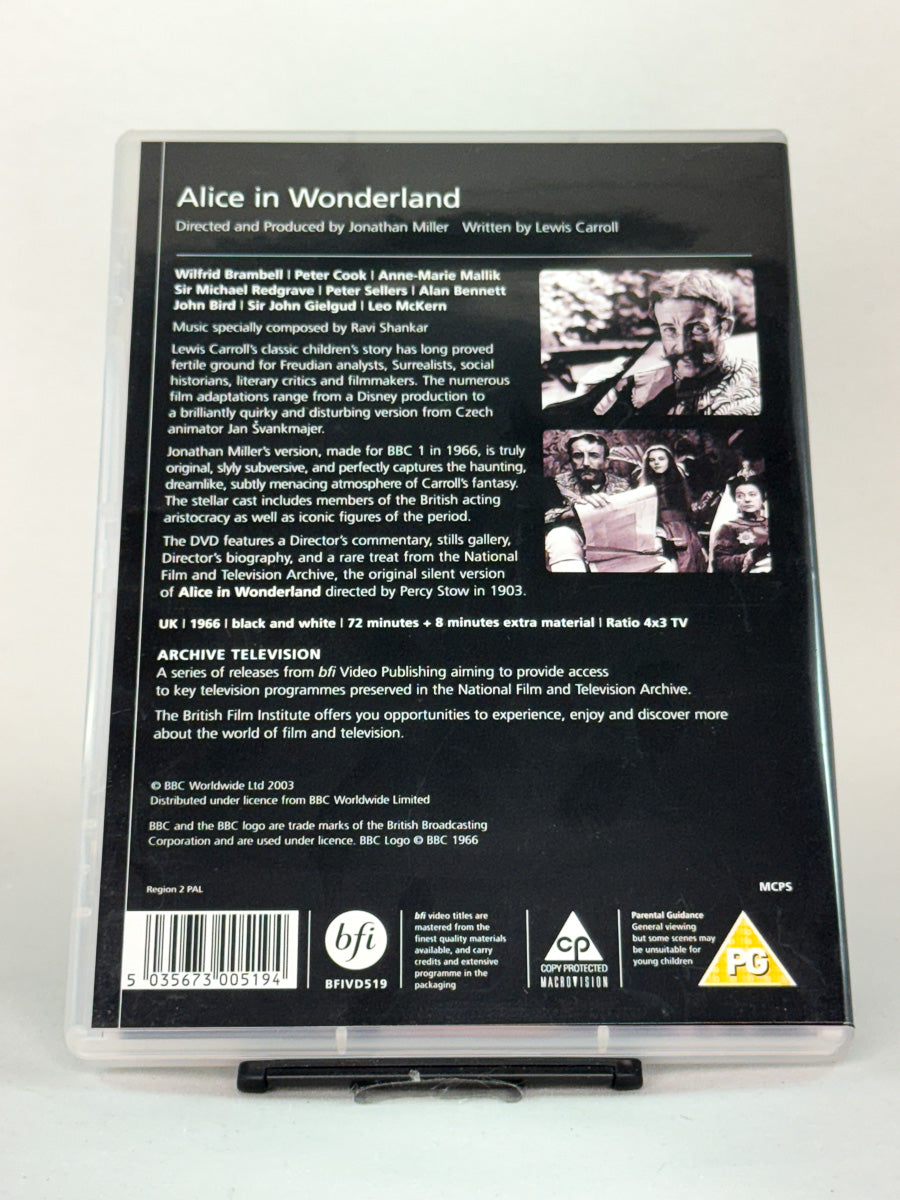 Alice in Wonderland
Directed and Produced by Jonathan Miller Written by Lewis Carroll
Wilfrid Brambell | Peter Cook | Anne-Marie Mallik
Sir Michael Redgrave | Peter Sellers | Alan Bennett
John Bird | Sir John Gielgud | Leo McKern
Music specially composed by Ravi Shankar
Lewis Carroll's classic children's story has long proved
fertile ground for Freudian analysts, Surrealists, social
historians, literary critics and filmmakers. The numerous
film adaptations range from a Disney production to
a brilliantly quirky and disturbing version from Czech
animator Jan Švankmajer.
Jonathan Miller's version, made for BBC 1 in 1966, is truly
original, slyly subversive, and perfectly captures the haunting,
dreamlike, subtly menacing atmosphere of Carroll's fantasy.
The stellar cast includes members of the British acting
aristocracy as well as iconic figures of the period.
The DVD features a Director's commentary, stills gallery,
Director's biography, and a rare treat from the National
Film and Television Archive, the original silent version
of Alice in Wonderland directed by Percy Stow in 1903.
UK | 1966 | black and white | 72 minutes + 8 minutes extra material | Ratio 4x3 TV
ARCHIVE TELEVISION
A series of releases from bfi Video Publishing aiming to provide access
to key television programmes preserved in the National Film and Television Archive.
The British Film Institute offers you opportunities to experience, enjoy and discover more
about the world of film and television.
© BBC Worldwide Ltd 2003
Distributed under licence from BBC Worldwide Limited
BBC and the BBC logo are trade marks of the British Broadcasting
Corporation and are used under licence. BBC Logo © BBC 1966
Region 2 PAL
MCPS
5 035673 005194
bfi
BFIVD519
bfi video titles are
mastered from the
finest quality materials
available, and carry
credits and extensive
programme in the
packaging
cp
COPY PROTECTED
MACROVISION
Parental Guidance
General viewing
but some scenes may
be unsuitable for
young children
PG